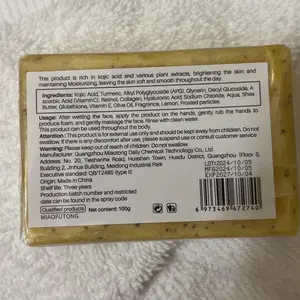 This product is rich in kojic acid and various plant extracts, brightening the skin and
maintaining Moisturizing, leaving the skin soft and smooth throughout the day.
Ingredients: Kojic Acid, Turmeric, Alkyl Polyglycoside (APG), Glycerin, Decyl Glucoside, A
scorbic Acid (VitaminC), Retinol, Collagen, Hyaluronic Acid, Sodium Chloride, Aqua, Shea
Butter, Glutathione, Vitamin E, Olive Oil, Fragrance, Lemon, Frosted particles.
Usage: After wetting the face, apply the product on the hands, gently rub the hands to
produce foam, and gently massage the face. Rinse well with clean water.
This can be used throughout the body.
Attention: This product is for external use only and should be kept away from children. Do not
swallow. If there is any discomfort after use, please suspend use or consult customer service
in time.
Warning: Please keep out of reach of children. Do not swallow.
Manufacturer: Guangzhou Miaolong Daily Chemical Technology Co., Ltd.
Address: No. 20, Tieshanhe Road, Huashan Town, Huadu District, Guangzhou (Floor 5,
Building 2, Jinhua Building, Meidong Industrial Park
Executive standard QB/T2485 type II
Made in China
Shelf life: Three years
Production batch number and restricted
date can be found in the spray code
Qualified products Net content: 100g
MIAOFUTONG
LOT:2024/10/05
MFG2024/10/05
EXP2027/10/04
6 973469 672740